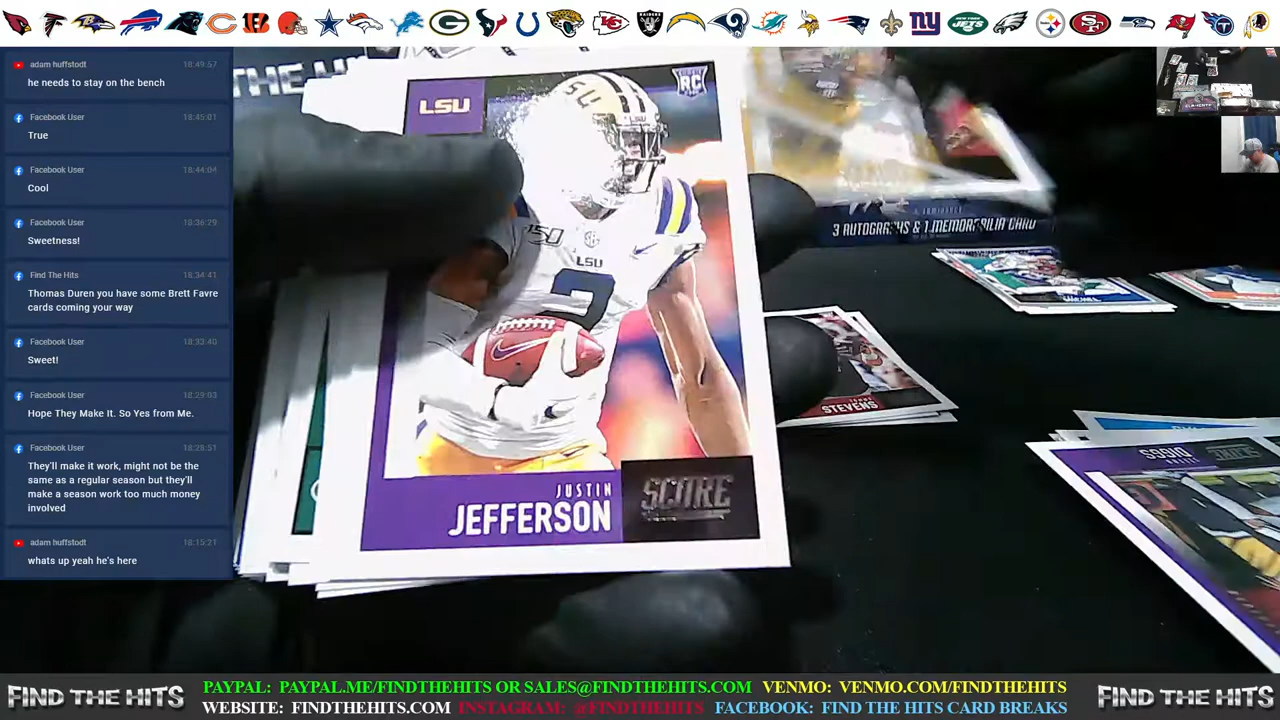 adam huffstodt 18:49:57
he needs to stay on the bench
Facebook User 18:45:01
True
Facebook User 18:44:04
Cool
Facebook User 18:36:29
Sweetness!
Find The Hits 18:34:41
Thomas Duren you have some Brett Favre
cards coming your way
Facebook User 18:33:40
Sweet!
Facebook User 18:29:03
Hope They Make It. So Yes from Me.
Facebook User 18:28:51
They'll make it work, might not be the
same as a regular season but they'll
make a season work too much money
involved
adam huffstodt 18:15:21
whats up yeah he's here
THE
LSU
RC
LSU
150
LSU
2
JUSTIN
JEFFERSON
SCORE
3 AUTOGRAPHS & 1 MEMORABILIA CARD
STEVENS
DIGGS
SCORE
FIND THE HITS
PAYPAL: PAYPAL.ME/FINDTHEHITS OR SALES@FINDTHEHITS.COM VENMO: VENMO.COM/FINDTHEHITS
WEBSITE: FINDTHEHITS.COM INSTAGRAM: @FINDTHEHITS FACEBOOK: FIND THE HITS CARD BREAKS
FIND THE HITS